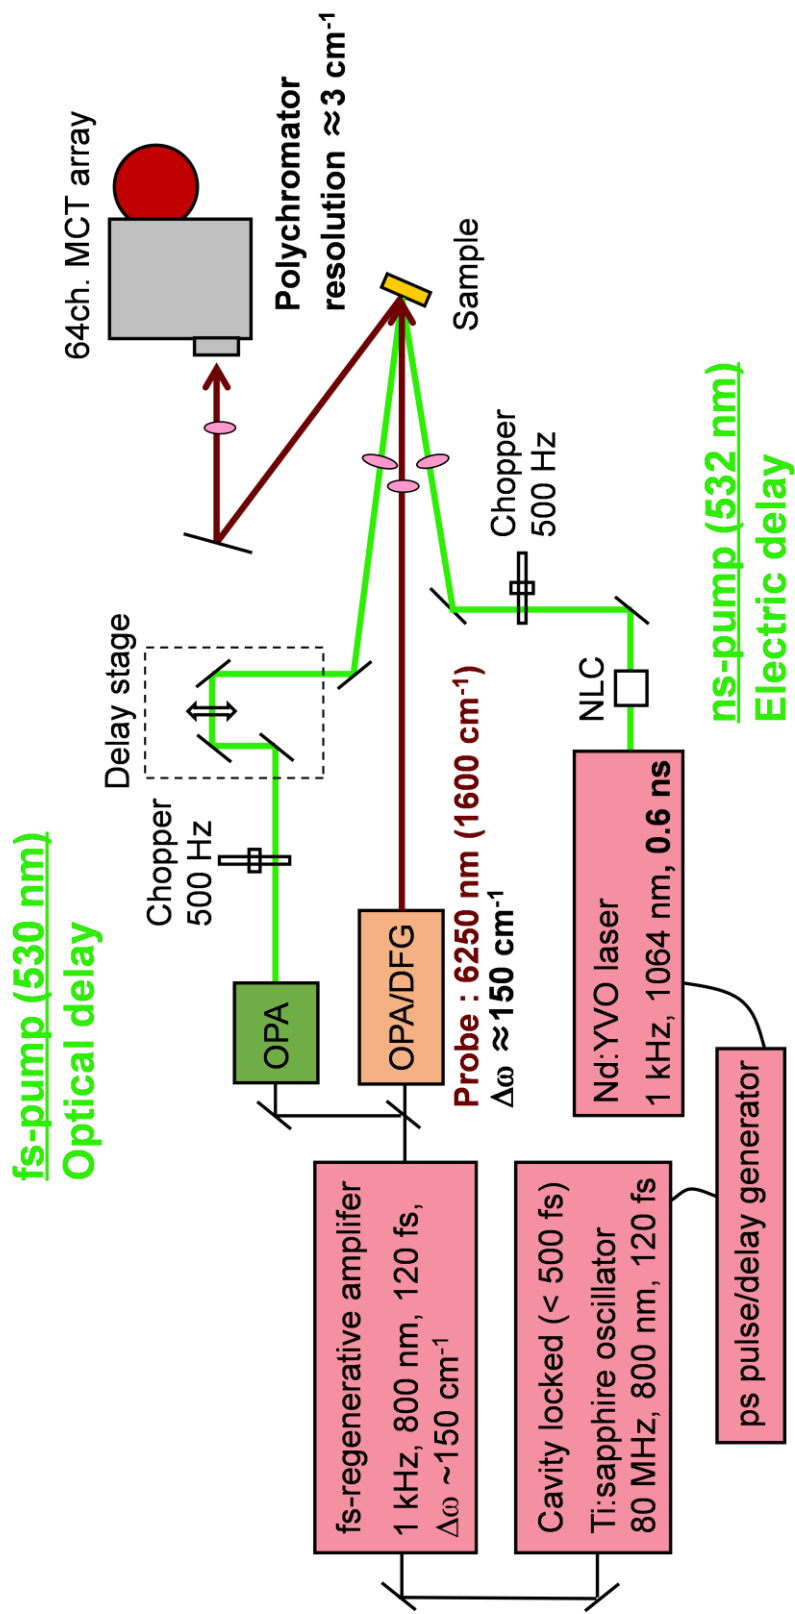 fs-pump (530 nm)
Optical delay
Chopper
500 Hz
Delay stage
64ch. MCT array
Polychromator
resolution ≈3 cm-1
OPA
OPA/DFG
Sample
Probe : 6250 nm (1600 cm-1)
Δω ≈150 cm-1
fs-regenerative amplifer
1 kHz, 800 nm, 120 fs,
Δω ~150 cm-1
Chopper
500 Hz
NLC
Cavity locked (< 500 fs)
Ti:sapphire oscillator
80 MHz, 800 nm, 120 fs
Nd:YVO laser
1 kHz, 1064 nm, 0.6 ns
ns-pump (532 nm)
Electric delay
ps pulse/delay generator